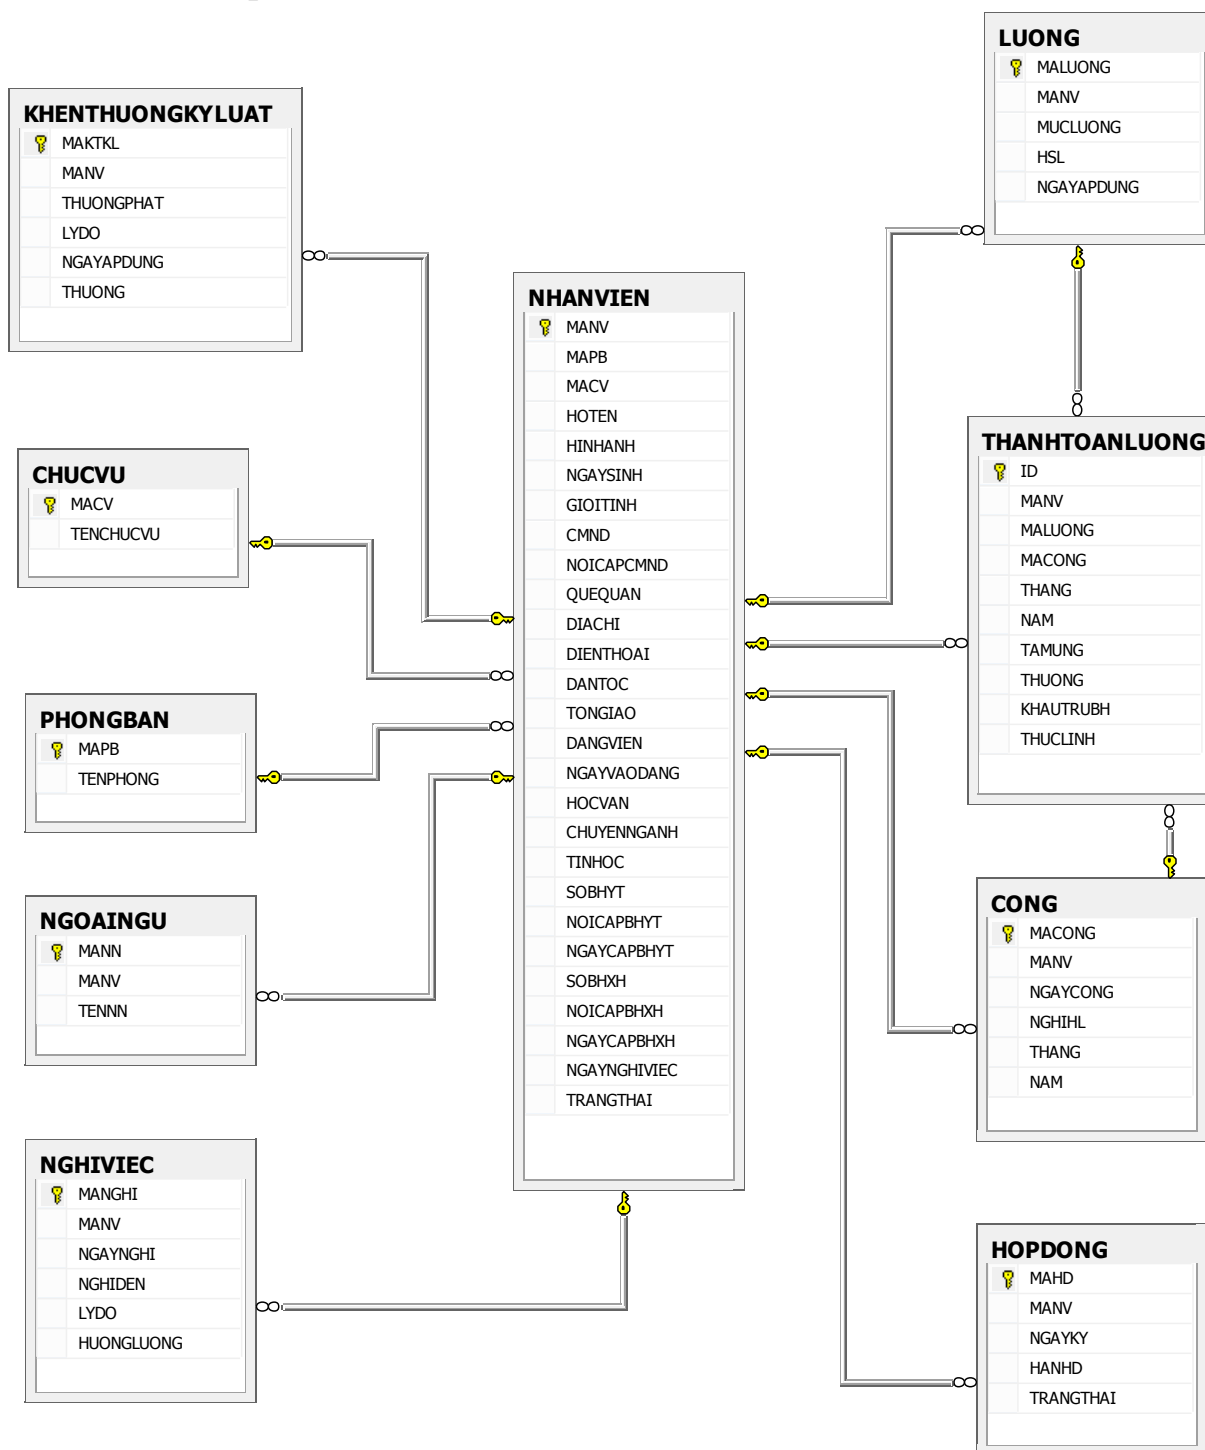 KHENTHUONGKYLUAT
MAKTKL
MANV
THUONGPHAT
LYDO
NGAYAPDUNG
THUONG
CHUCVU
MACV
TENCHUCVU
PHONGBAN
MAPB
TENPHONG
NGOAINGU
MANN
MANV
TENNN
NGHIVIEC
MANGHI
MANV
NGAYNGHI
NGHIDEN
LYDO
HUONGLUONG
NHANVIEN
MANV
MAPB
MACV
HOTEN
HINHANH
NGAYSINH
GIOITINH
CMND
NOICAPCMND
QUEQUAN
DIACHI
DIENTHOAI
DANTOC
TONGIAO
DANGVIEN
NGAYVAODANG
HOCVAN
CHUYENNGANH
TINHOC
SOBHYT
NOICAPBHYT
NGAYCAPBHYT
SOBHXH
NOICAPBHXH
NGAYCAPBHXH
NGAYNGHIVIEC
TRANGTHAI
LUONG
MALUONG
MANV
MUCLUONG
HSL
NGAYAPDUNG
THANHTOANLUONG
ID
MANV
MALUONG
MACONG
THANG
NAM
TAMUNG
THUONG
KHAUTRUBH
THUCLINH
CONG
MACONG
MANV
NGAYCONG
NGHIHL
THANG
NAM
HOPDONG
MAHD
MANV
NGAYKY
HANHD
TRANGTHAI